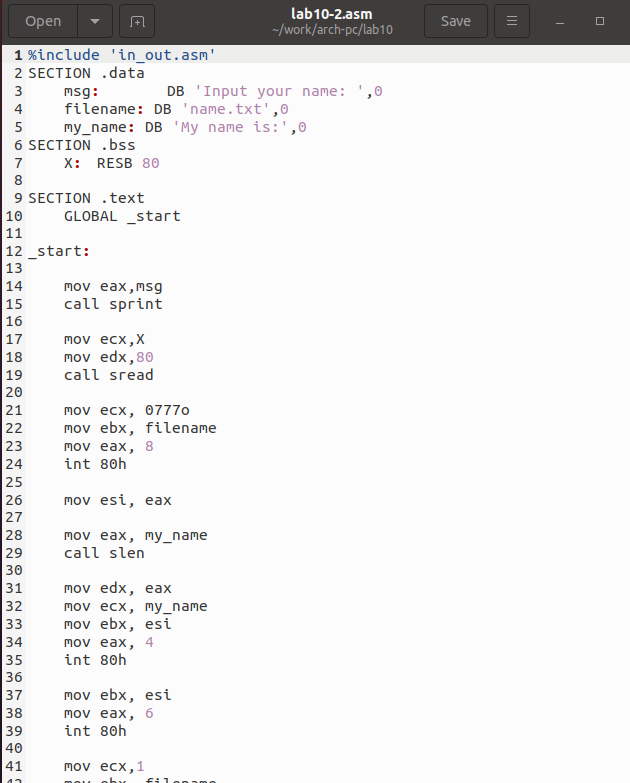 Open
lab10-2.asm
~/work/arch-pc/lab10
Save
1 %include 'in_out.asm'
2 SECTION .data
3     msg:        DB 'Input your name: ',0
4     filename: DB 'name.txt',0
5     my_name: DB 'My name is:',0
6 SECTION .bss
7     X:  RESB 80
8
9 SECTION .text
10     GLOBAL _start
11
12 _start:
13
14     mov eax,msg
15     call sprint
16
17     mov ecx,X
18     mov edx,80
19     call sread
20
21     mov ecx, 0777o
22     mov ebx, filename
23     mov eax, 8
24     int 80h
25
26     mov esi, eax
27
28     mov eax, my_name
29     call slen
30
31     mov edx, eax
32     mov ecx, my_name
33     mov ebx, esi
34     mov eax, 4
35     int 80h
36
37     mov ebx, esi
38     mov eax, 6
39     int 80h
40
41     mov ecx,1
42     mov ebx, filename